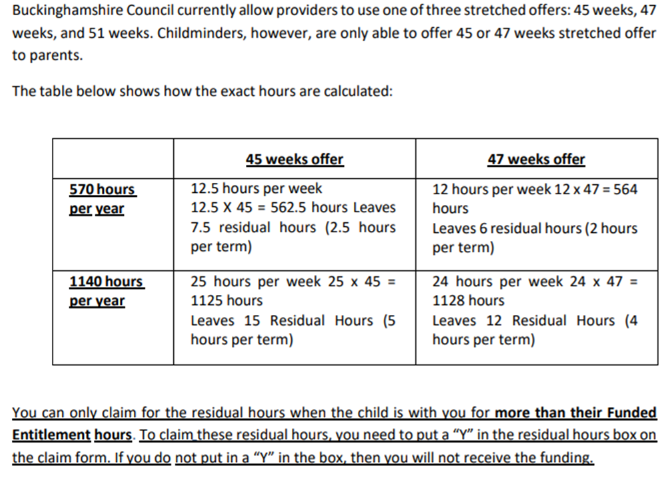 Buckinghamshire Council currently allow providers to use one of three stretched offers: 45 weeks, 47
weeks, and 51 weeks. Childminders, however, are only able to offer 45 or 47 weeks stretched offer
to parents.
The table below shows how the exact hours are calculated:
45 weeks offer
47 weeks offer
570 hours
per year
12.5 hours per week
12.5 X 45 = 562.5 hours Leaves
7.5 residual hours (2.5 hours
per term)
12 hours per week 12 x 47 = 564
hours
Leaves 6 residual hours (2 hours
per term)
1140 hours
per year
25 hours per week 25 x 45 =
1125 hours
Leaves 15 Residual Hours (5
hours per term)
24 hours per week 24 x 47 =
1128 hours
Leaves 12 Residual Hours (4
hours per term)
You can only claim for the residual hours when the child is with you for more than their Funded
Entitlement hours. To claim these residual hours, you need to put a “Y” in the residual hours box on
the claim form. If you do not put in a “Y” in the box, then you will not receive the funding.